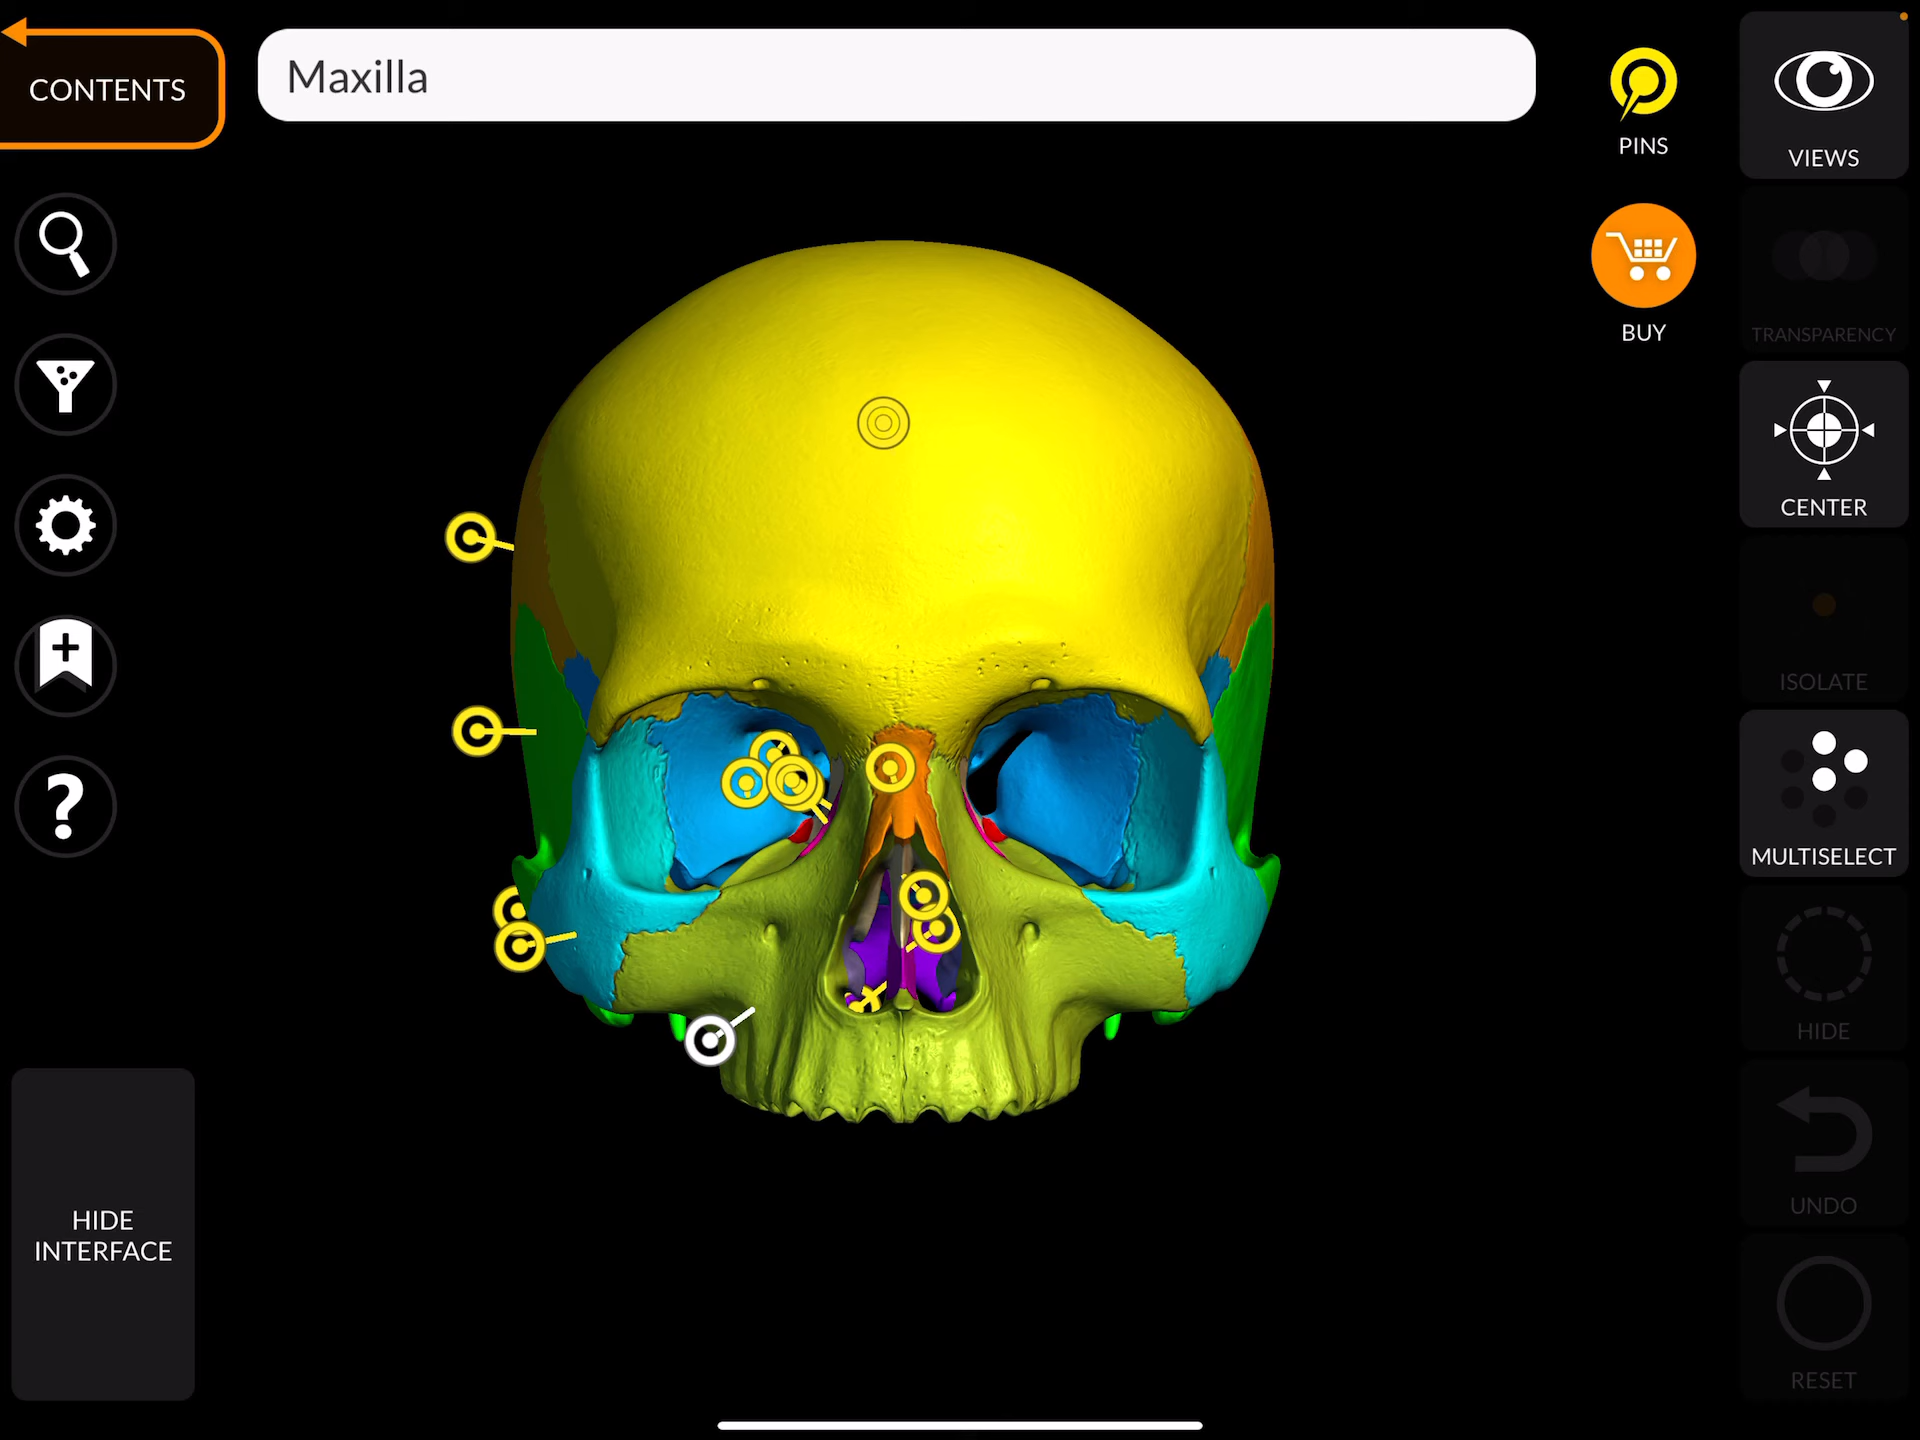 CONTENTS
Maxilla
PINS
VIEWS
BUY
TRANSPARENCY
CENTER
ISOLATE
MULTISELECT
HIDE
UNDO
HIDE
INTERFACE
RESET